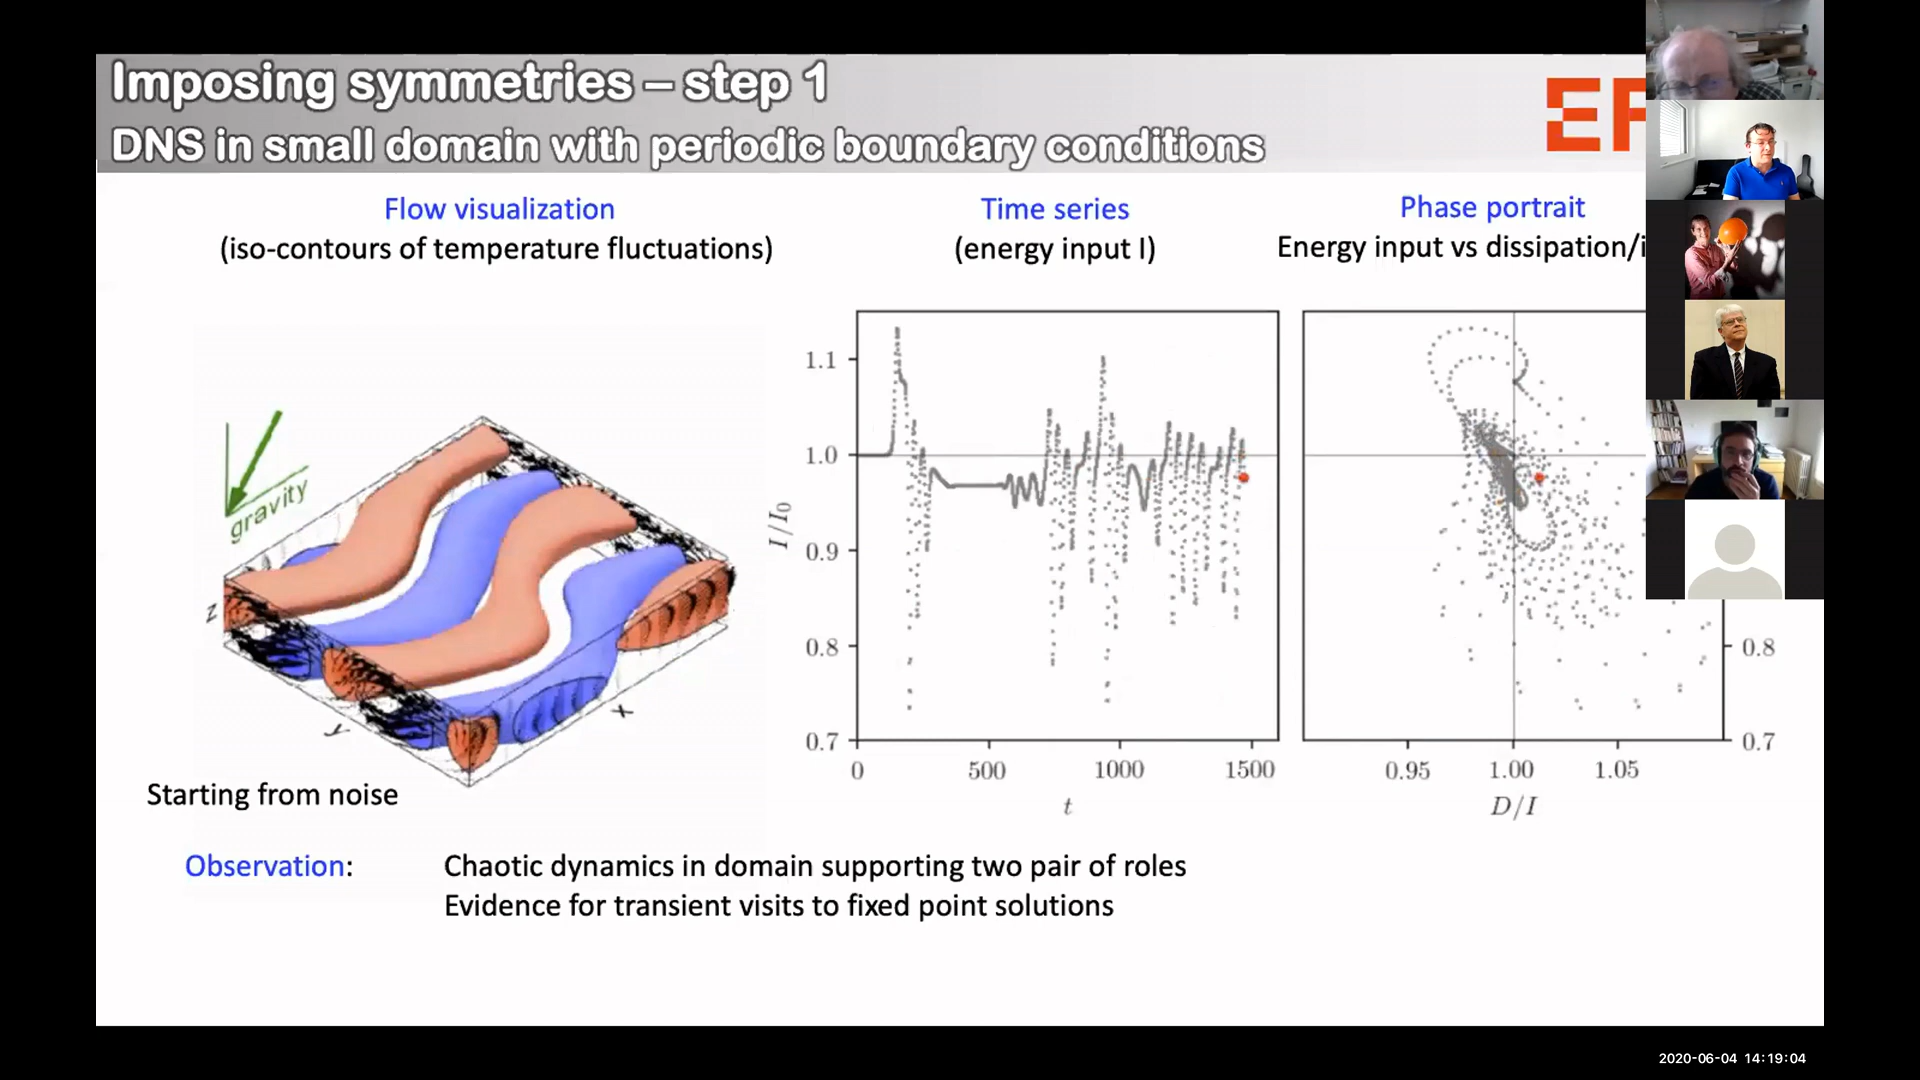 Imposing symmetries – step 1
DNS in small domain with periodic boundary conditions
EP
Flow visualization
(iso-contours of temperature fluctuations)
Time series
(energy input I)
Phase portrait
Energy input vs dissipation/i
gravity
z
y
x
Starting from noise
1.1
1.0
0.9
0.8
0.7
I/I₀
0
500
1000
1500
t
0.8
0.7
0.95
1.00
1.05
D/I
Observation:
Chaotic dynamics in domain supporting two pair of roles
Evidence for transient visits to fixed point solutions
2020-06-04 14:19:04